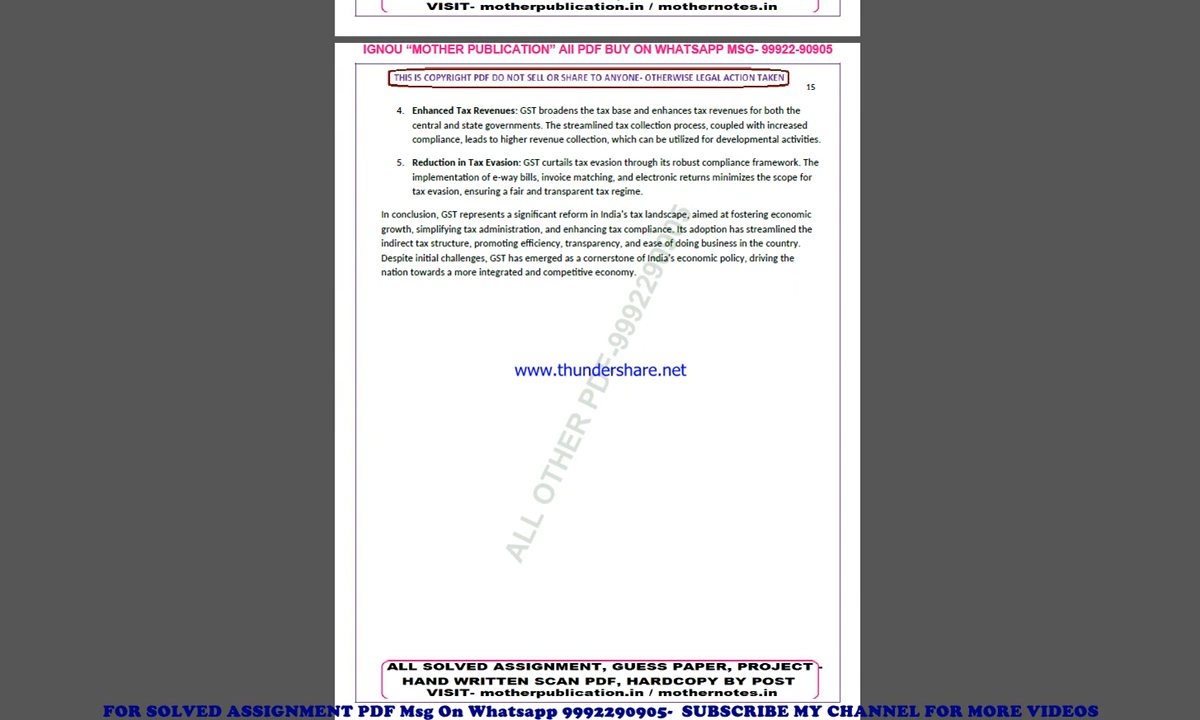 VISIT- motherpublication.in / mothernotes.in
IGNOU “MOTHER PUBLICATION” All PDF BUY ON WHATSAPP MSG- 99922-90905
THIS IS COPYRIGHT PDF DO NOT SELL OR SHARE TO ANYONE- OTHERWISE LEGAL ACTION TAKEN
15
4. Enhanced Tax Revenues: GST broadens the tax base and enhances tax revenues for both the
central and state governments. The streamlined tax collection process, coupled with increased
compliance, leads to higher revenue collection, which can be utilized for developmental activities.
5. Reduction in Tax Evasion: GST curtails tax evasion through its robust compliance framework. The
implementation of e-way bills, invoice matching, and electronic returns minimizes the scope for
tax evasion, ensuring a fair and transparent tax regime.
In conclusion, GST represents a significant reform in India's tax landscape, aimed at fostering economic
growth, simplifying tax administration, and enhancing tax compliance. Its adoption has streamlined the
indirect tax structure, promoting efficiency, transparency, and ease of doing business in the country.
Despite initial challenges, GST has emerged as a cornerstone of India's economic policy, driving the
nation towards a more integrated and competitive economy.
www.thundershare.net
ALL OTHER PDF-9992290905
ALL SOLVED ASSIGNMENT, GUESS PAPER, PROJECT -
HAND WRITTEN SCAN PDF, HARDCOPY BY POST
VISIT- motherpublication.in / mothernotes.in
FOR SOLVED ASSIGNMENT PDF Msg On Whatsapp 9992290905- SUBSCRIBE MY CHANNEL FOR MORE VIDEOS